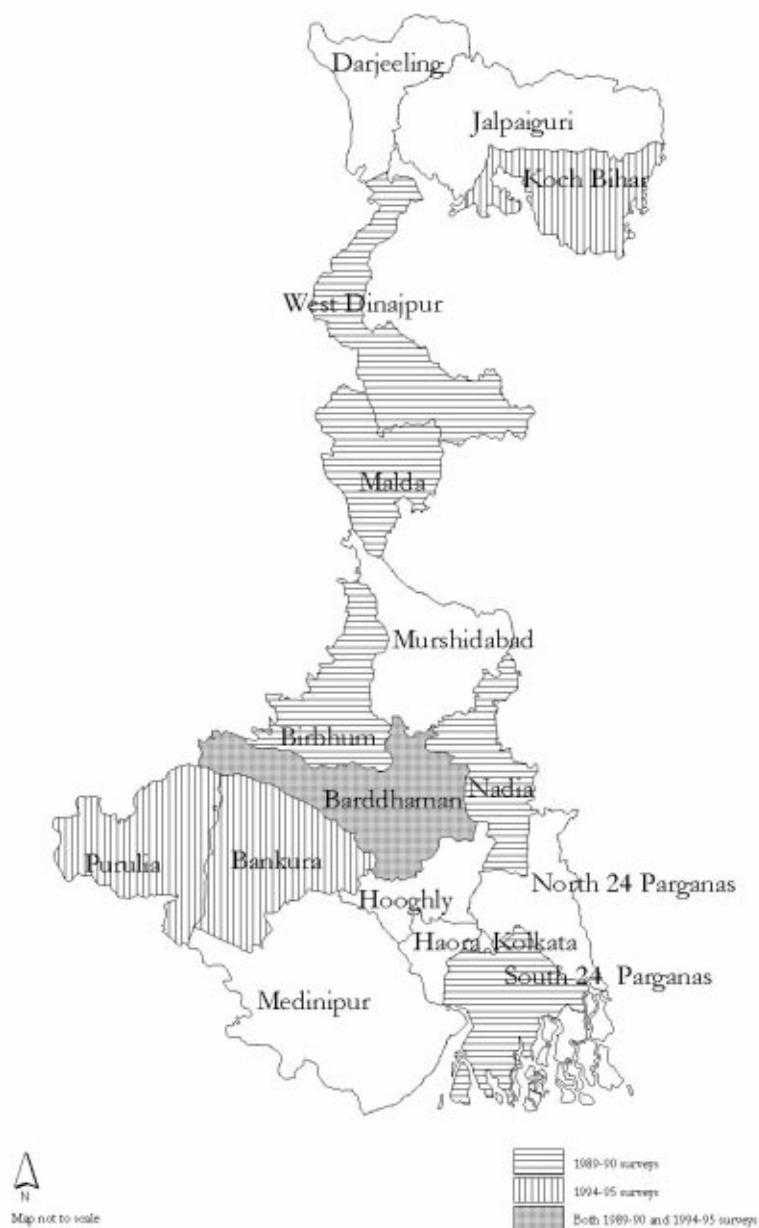 Darjeeling
Jalpaiguri
Koch Bihar
West Dinajpur
Malda
Murshidabad
Birbhum
Barddhaman
Nadia
Purulia
Bankura
North 24 Parganas
Hooghly
Haora Kolkata
South 24 Parganas
Medinipur
N
Map not to scale
1989-90 surveys
1994-95 surveys
Both 1989-90 and 1994-95 surveys